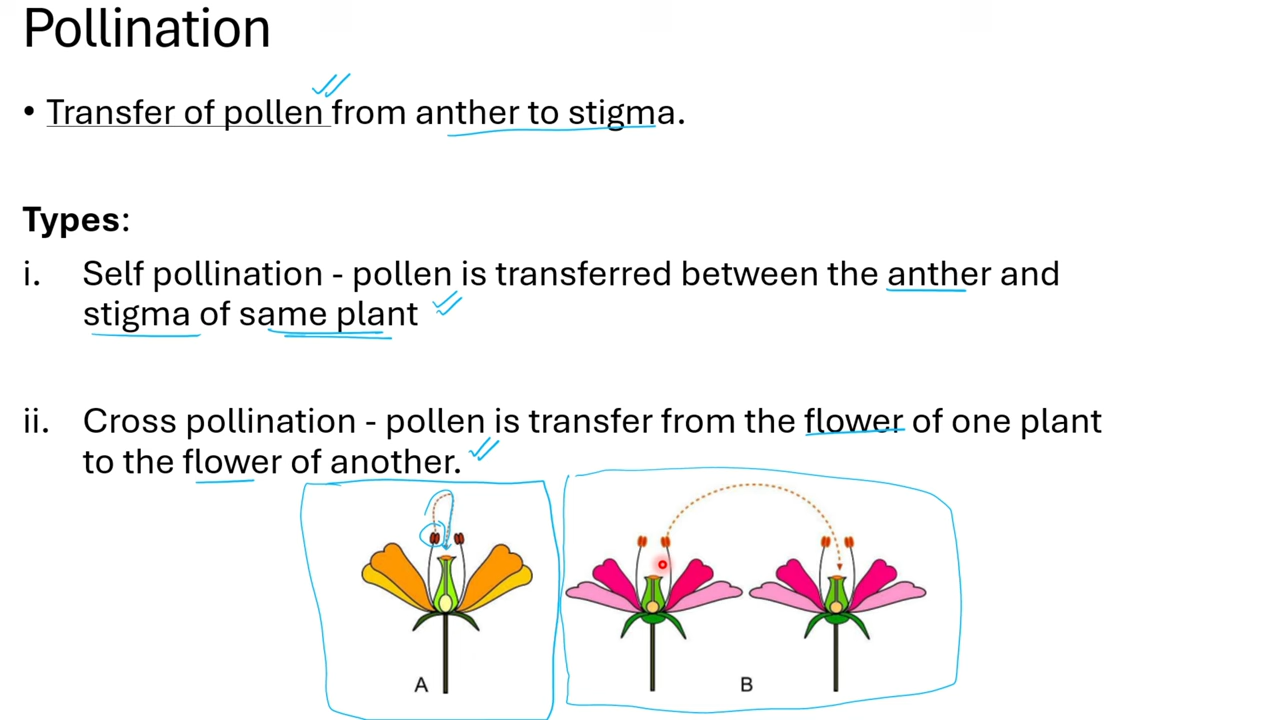 Pollination
• Transfer of pollen from anther to stigma.
Types:
i. Self pollination - pollen is transferred between the anther and
stigma of same plant
ii. Cross pollination - pollen is transfer from the flower of one plant
to the flower of another.
A
B